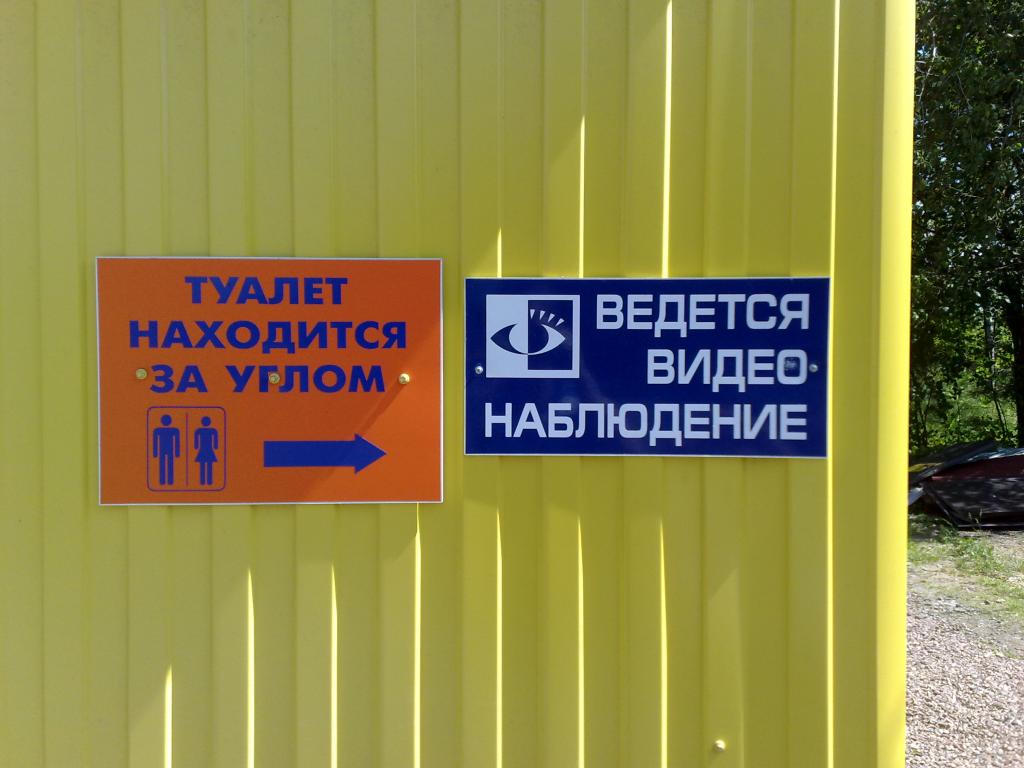 ТУАЛЕТ
НАХОДИТСЯ
ЗА УГЛОМ
ВЕДЕТСЯ
ВИДЕО
НАБЛЮДЕНИЕ